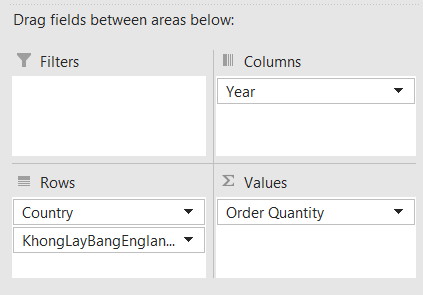 Drag fields between areas below:
Filters
Columns
Year
Rows
Values
Country
Order Quantity
KhongLayBangEnglan...